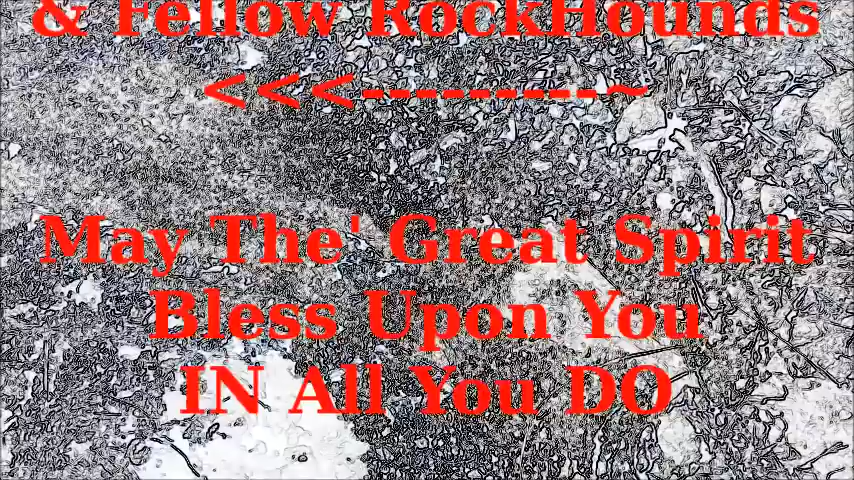 & Fellow RockHounds
<<<---------~
May The' Great Spirit
Bless Upon You
IN All You DO